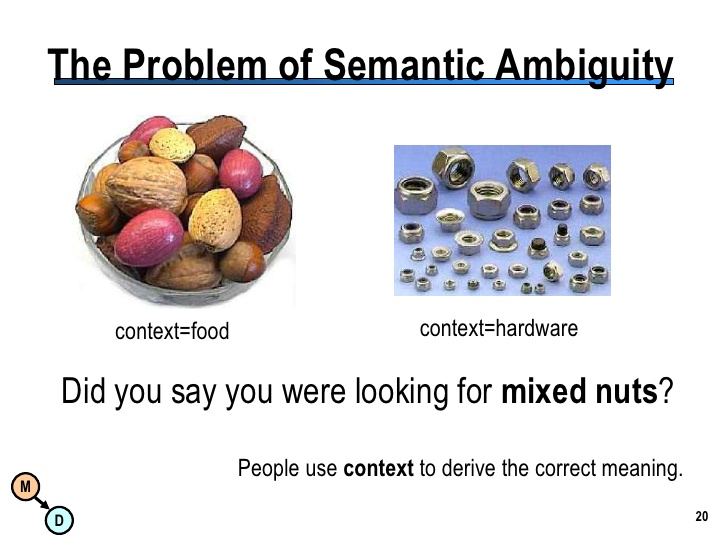 The Problem of Semantic Ambiguity
context=food
context=hardware
Did you say you were looking for mixed nuts?
People use context to derive the correct meaning.
M
D
20